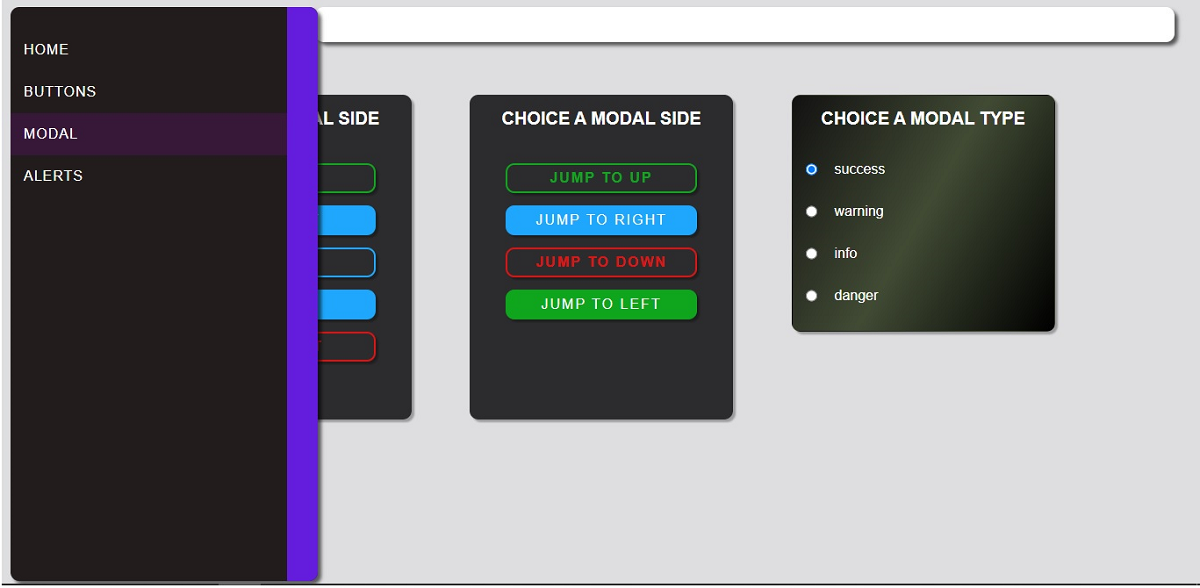 HOME
BUTTONS
MODAL
ALERTS
SIDE
CHOICE A MODAL SIDE
JUMP TO UP
JUMP TO RIGHT
JUMP TO DOWN
JUMP TO LEFT
CHOICE A MODAL TYPE
success
warning
info
danger